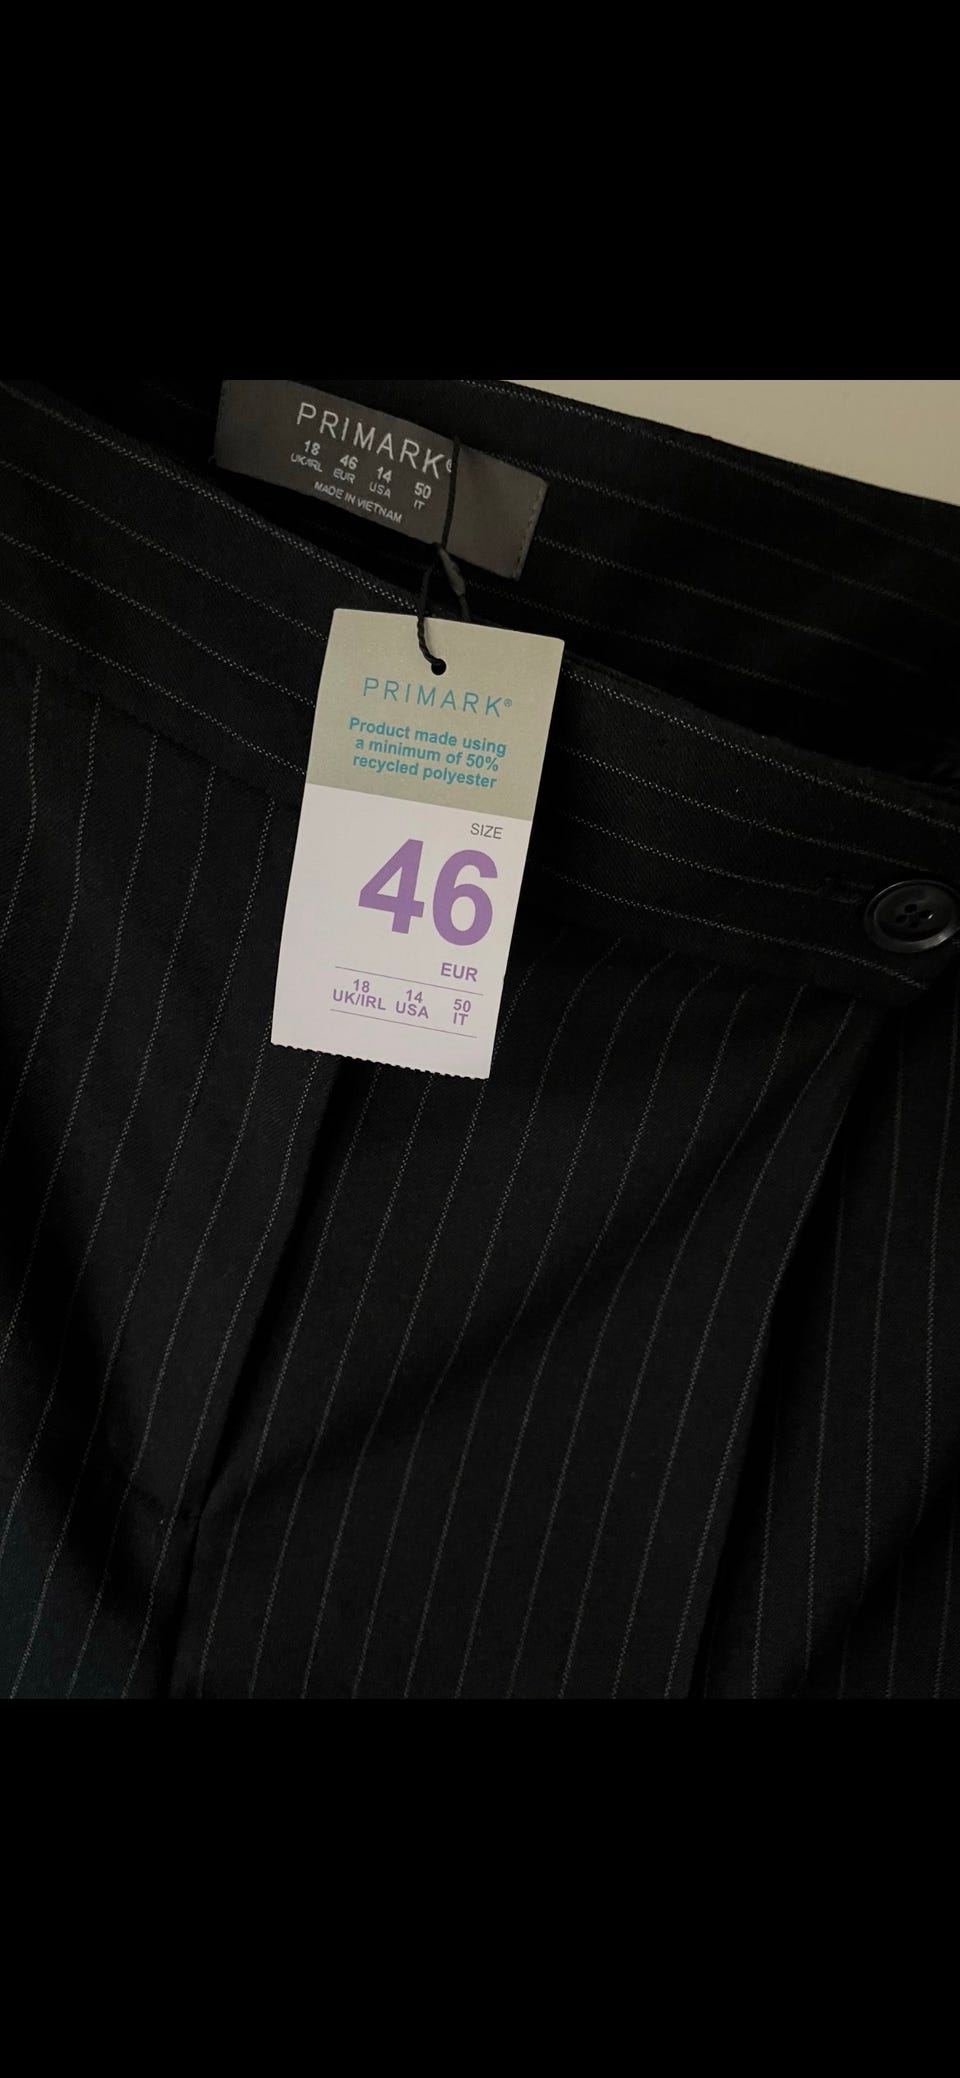 PRIMARK®
18 46 14 50
UK/IRL EUR USA IT
MADE IN VIETNAM
PRIMARK®
Product made using
a minimum of 50%
recycled polyester
SIZE
46
EUR
18 14 50
UK/IRL USA IT